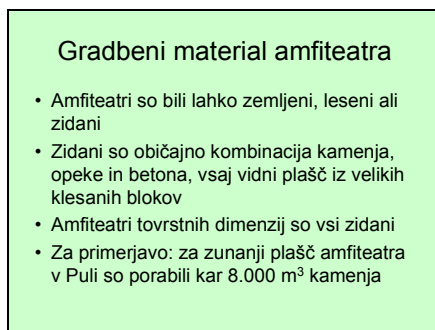 Gradbeni material amfiteatra
• Amfiteatri so bili lahko zemljeni, leseni ali
zidani
• Zidani so običajno kombinacija kamenja,
opeke in betona, vsaj vidni plašč iz velikih
klesanih blokov
• Amfiteatri tovrstnih dimenzij so vsi zidani
• Za primerjavo: za zunanji plašč amfiteatra
v Puli so porabili kar 8.000 m³ kamenja